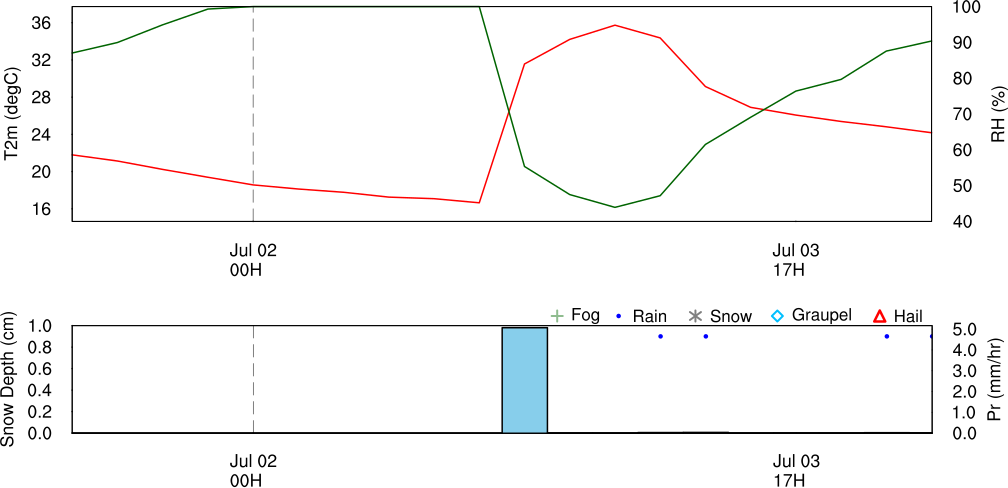 T2m (degC)
36
32
28
24
20
16
100
90
80
70
60
50
40
RH (%)
Jul 02
00H
Jul 03
17H
Fog Rain Snow Graupel Hail
Snow Depth (cm)
1.0
0.8
0.6
0.4
0.2
0.0
5.0
4.0
3.0
2.0
1.0
0.0
Pr (mm/hr)
Jul 02
00H
Jul 03
17H